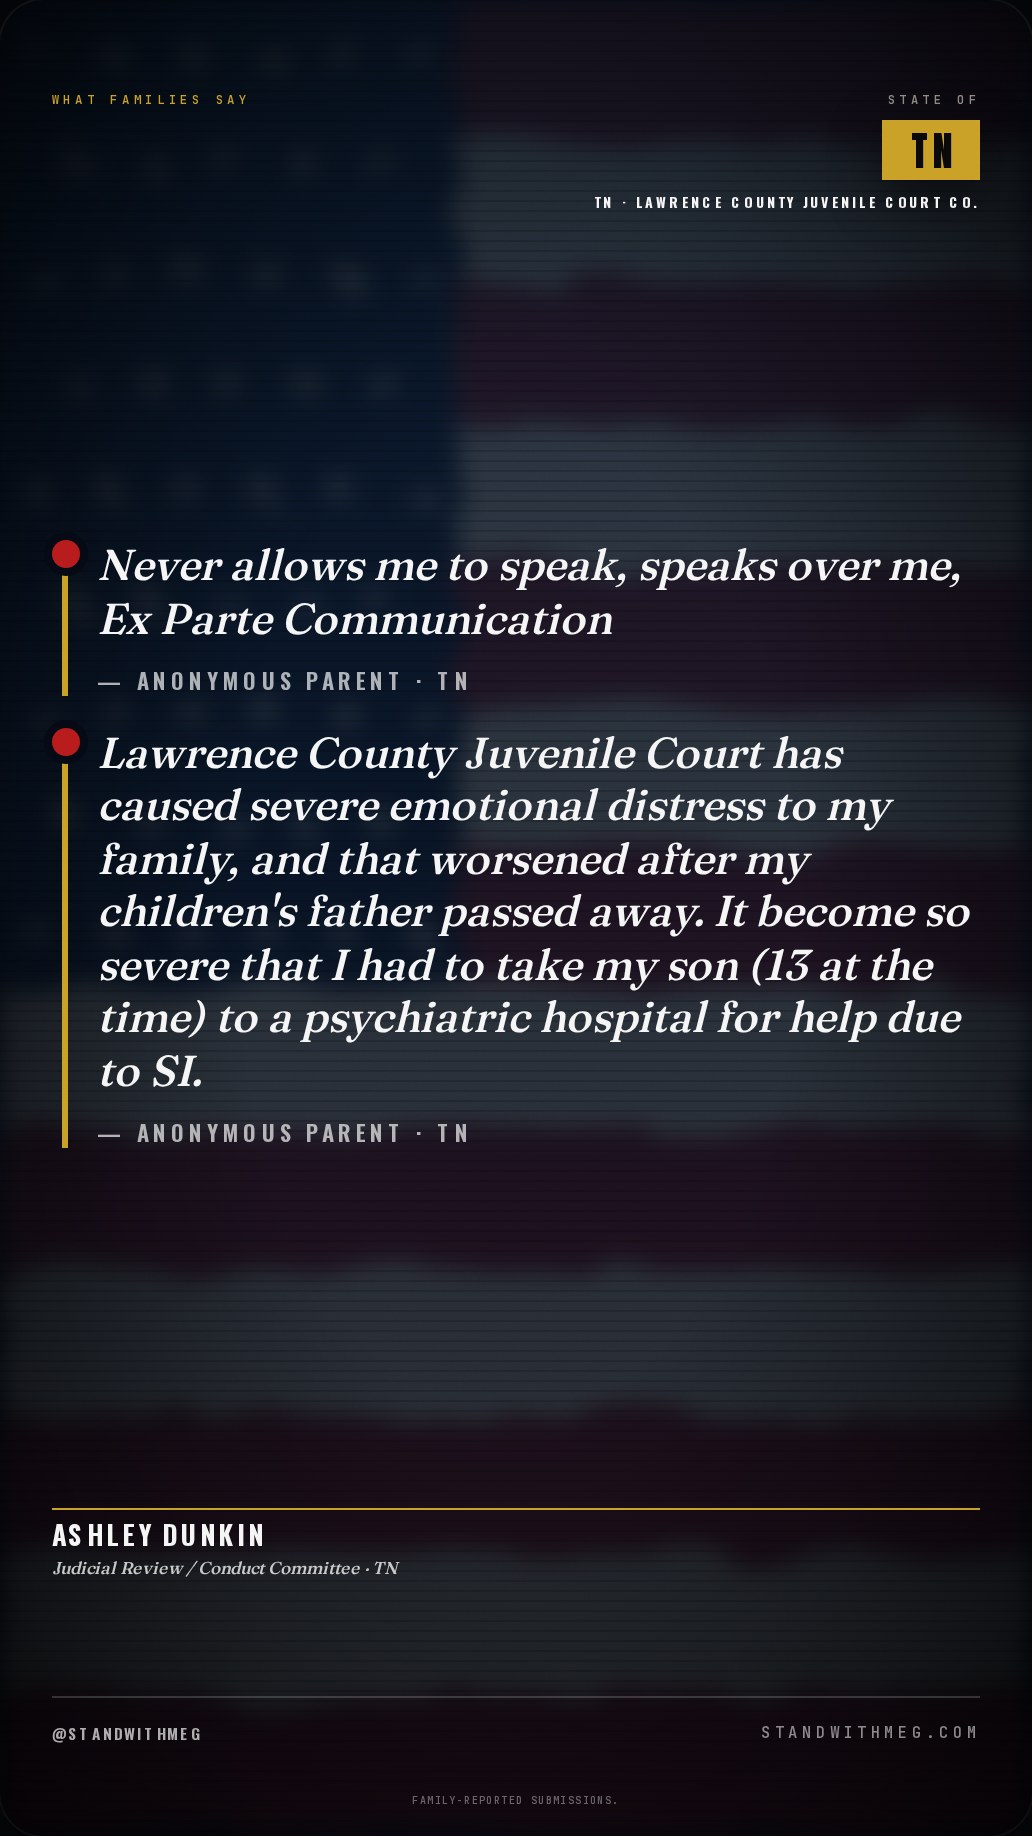 WHAT FAMILIES SAY
STATE OF
TN
TN · LAWRENCE COUNTY JUVENILE COURT CO.
Never allows me to speak, speaks over me,
Ex Parte Communication
— ANONYMOUS PARENT · TN
Lawrence County Juvenile Court has
caused severe emotional distress to my
family, and that worsened after my
children's father passed away. It become so
severe that I had to take my son (13 at the
time) to a psychiatric hospital for help due
to SI.
— ANONYMOUS PARENT · TN
ASHLEY DUNKIN
Judicial Review / Conduct Committee · TN
@STANDWITHMEG
STANDWITHMEG.COM
FAMILY-REPORTED SUBMISSIONS.